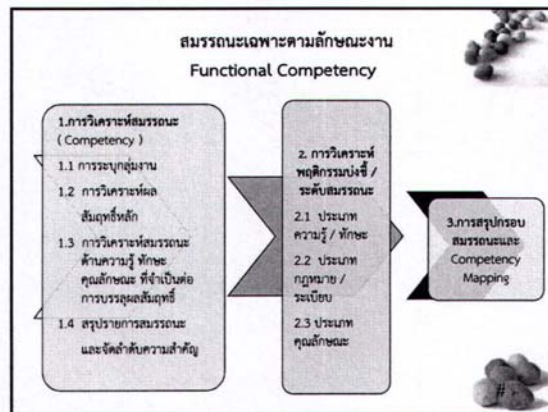 สมรรถนะเฉพาะตามลักษณะงาน
Functional Competency
1.การวิเคราะห์สมรรถนะ
( Competency )
1.1 การระบุกลุ่มงาน
1.2 การวิเคราะห์ผล
สัมฤทธิ์หลัก
1.3 การวิเคราะห์สมรรถนะ
ด้านความรู้ ทักษะ
คุณลักษณะ ที่จำเป็นต่อ
การบรรลุผลสัมฤทธิ์
1.4 สรุปรายการสมรรถนะ
และจัดลำดับความสำคัญ
2. การวิเคราะห์
พฤติกรรมบ่งชี้ /
ระดับสมรรถนะ
2.1 ประเภท
ความรู้ / ทักษะ
2.2 ประเภท
กฎหมาย /
ระเบียบ
2.3 ประเภท
คุณลักษณะ
3.การสรุปกรอบ
สมรรถนะและ
Competency
Mapping
#